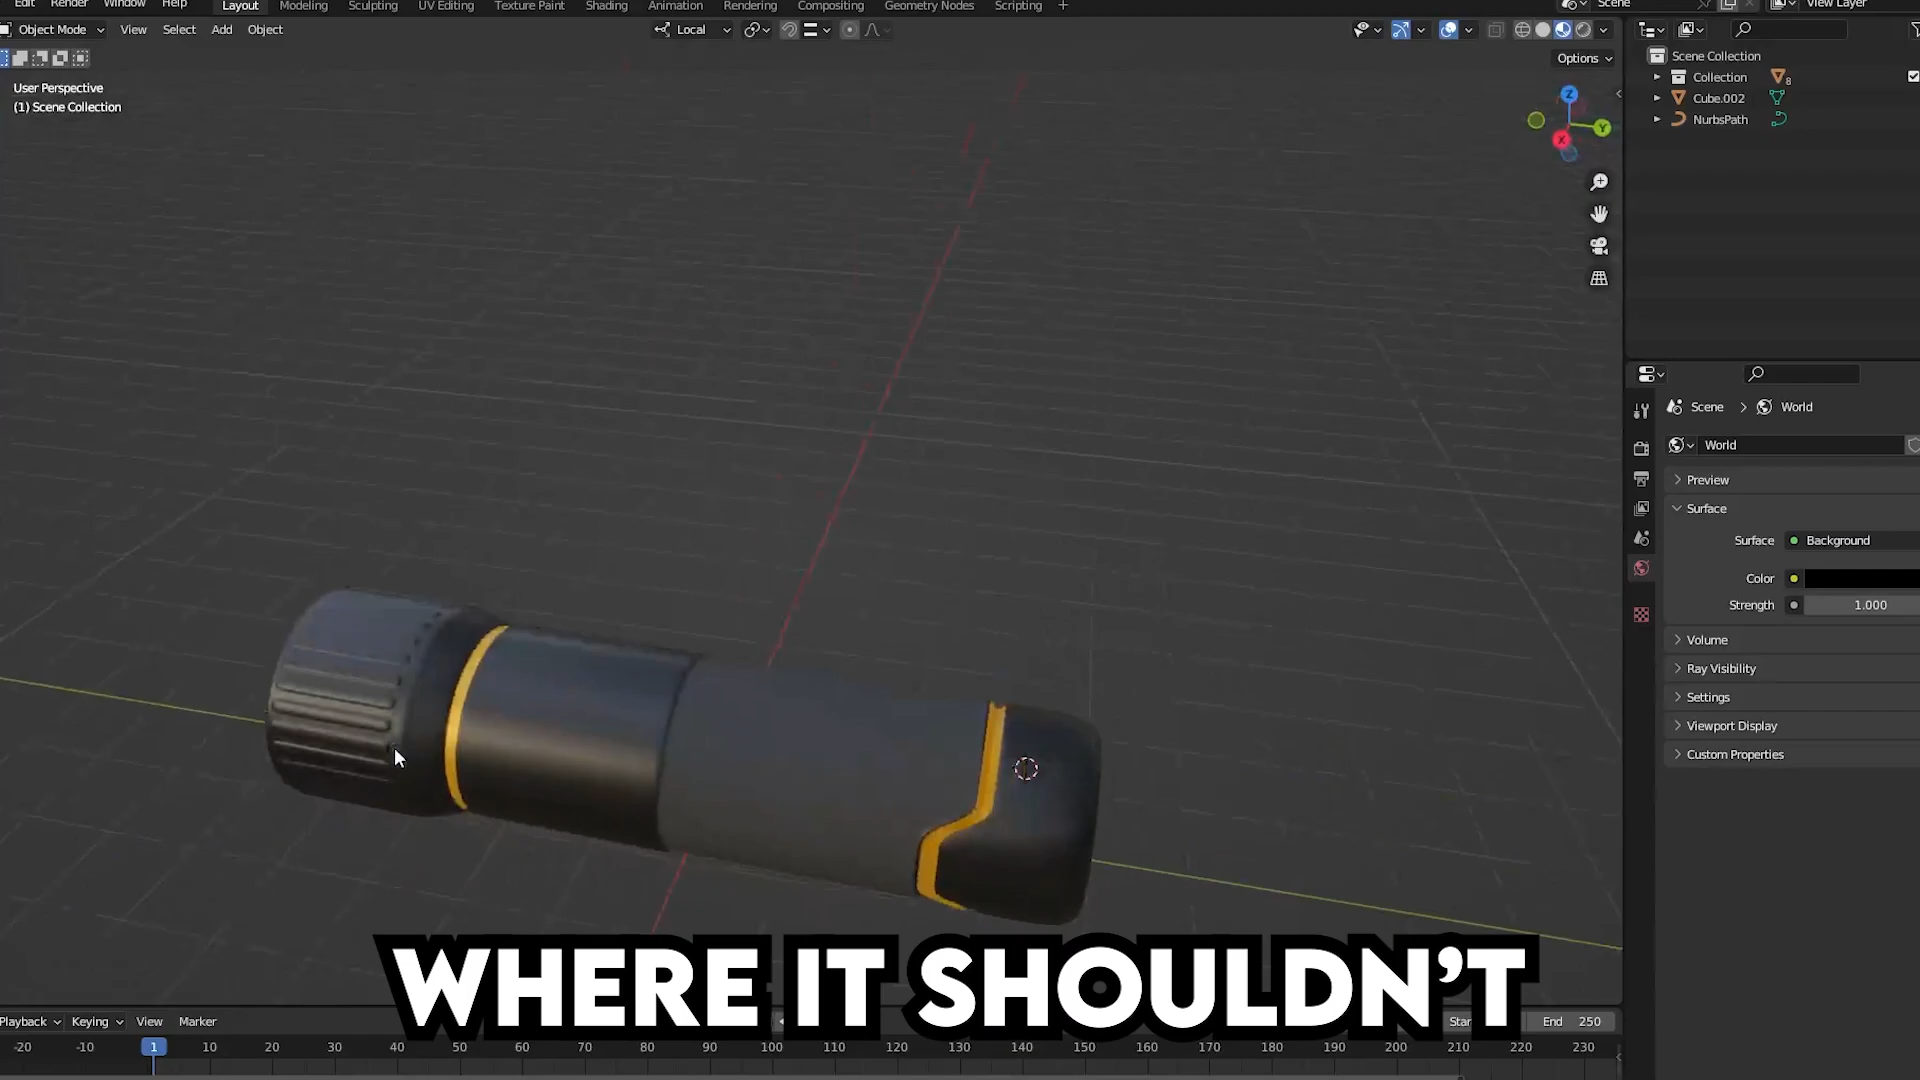 Edit Render Window Help Layout Modeling Sculpting UV Editing Texture Paint Shading Animation Rendering Compositing Geometry Nodes Scripting + Scene View Layer
Object Mode View Select Add Object Local
Options
User Perspective
(1) Scene Collection
Z
Y
X
Scene Collection
Collection 8
Cube.002
NurbsPath
Scene > World
World
Preview
Surface
Surface Background
Color
Strength 1.000
Volume
Ray Visibility
Settings
Viewport Display
Custom Properties
WHERE IT SHOULDN'T
Playback Keying View Marker End 250
-20 -10 1 10 20 30 40 50 60 70 80 90 100 110 120 130 140 150 160 170 180 190 200 210 220 230